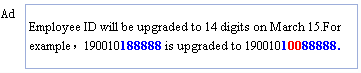 Ad
Employee ID will be upgraded to 14 digits on March 15.For
example，190010188888 is upgraded to 19001010088888.